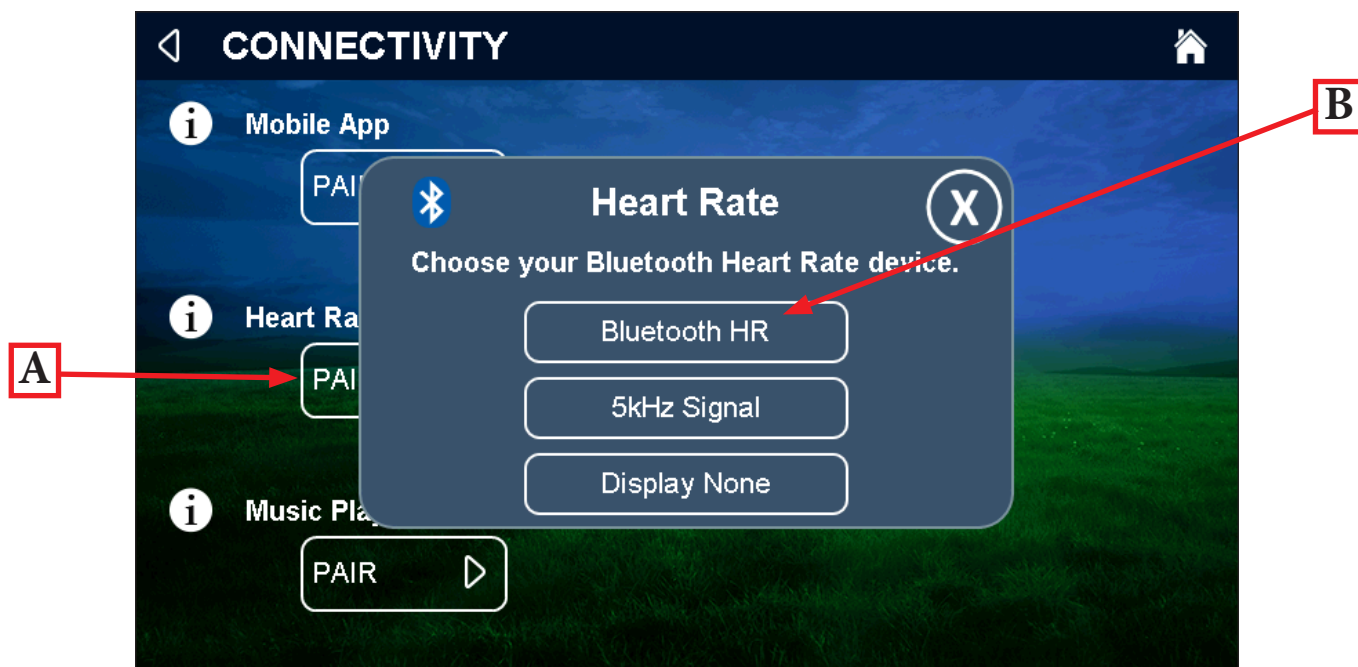 CONNECTIVITY
i Mobile App
B
PAI
Heart Rate
X
Choose your Bluetooth Heart Rate device.
i Heart Ra
Bluetooth HR
A
PAI
5kHz Signal
Display None
i Music Pla
PAIR